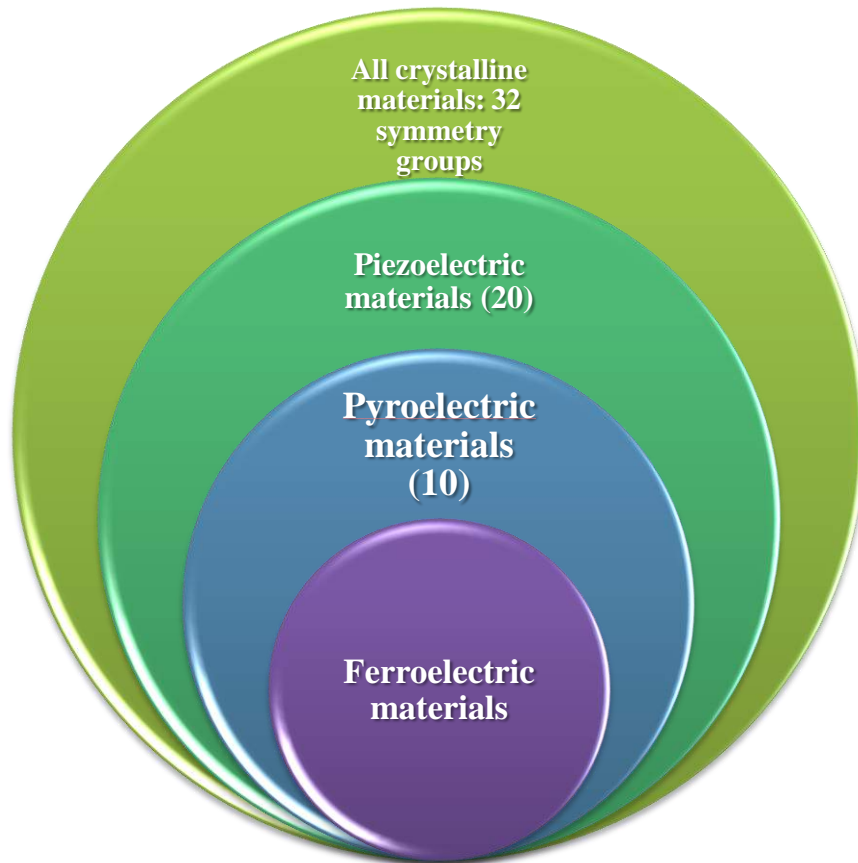 All crystalline
materials: 32
symmetry
groups
Piezoelectric
materials (20)
Pyroelectric
materials
(10)
Ferroelectric
materials